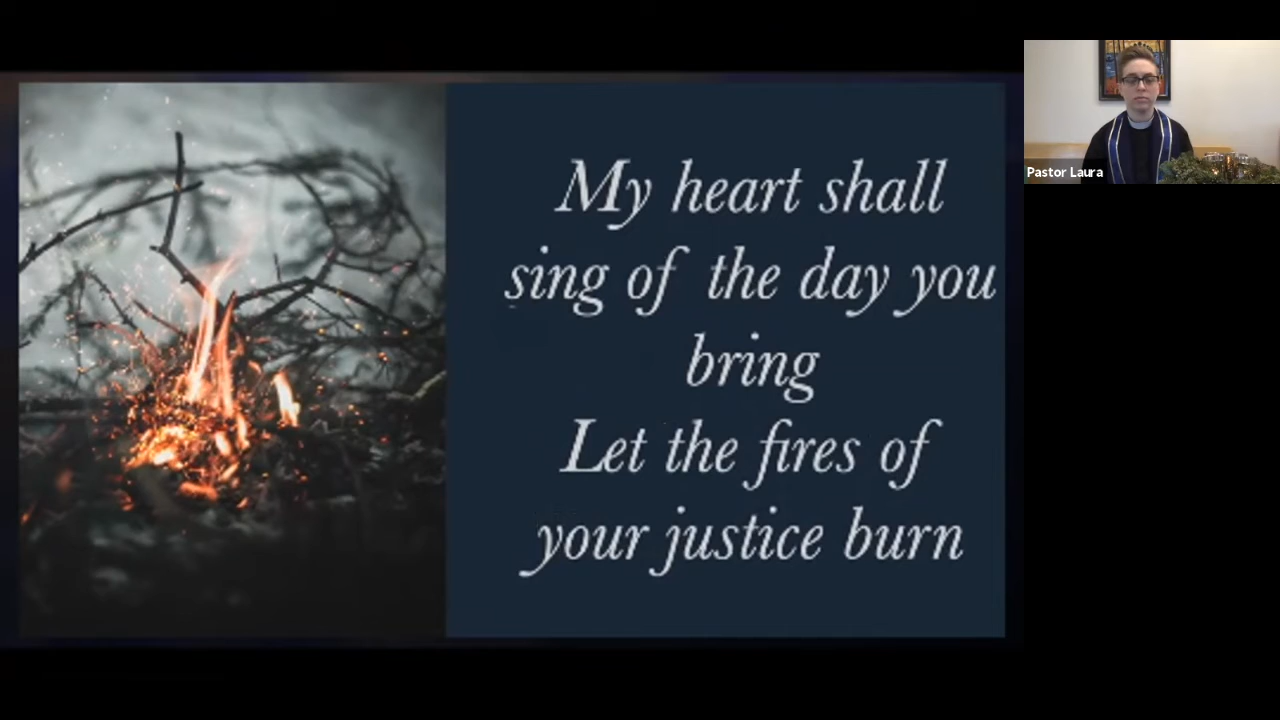 My heart shall
sing of the day you
bring
Let the fires of
your justice burn
Pastor Laura